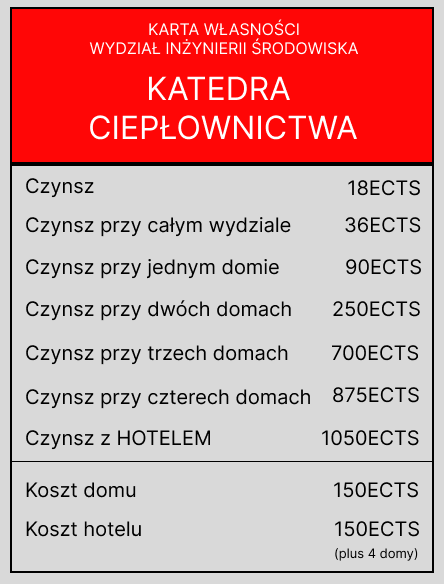 KARTA WŁASNOŚCI
WYDZIAŁ INŻYNIERII ŚRODOWISKA
KATEDRA
CIEPŁOWNICTWA
Czynsz 18ECTS
Czynsz przy całym wydziale 36ECTS
Czynsz przy jednym domie 90ECTS
Czynsz przy dwóch domach 250ECTS
Czynsz przy trzech domach 700ECTS
Czynsz przy czterech domach 875ECTS
Czynsz z HOTELEM 1050ECTS
Koszt domu 150ECTS
Koszt hotelu 150ECTS
(plus 4 domy)